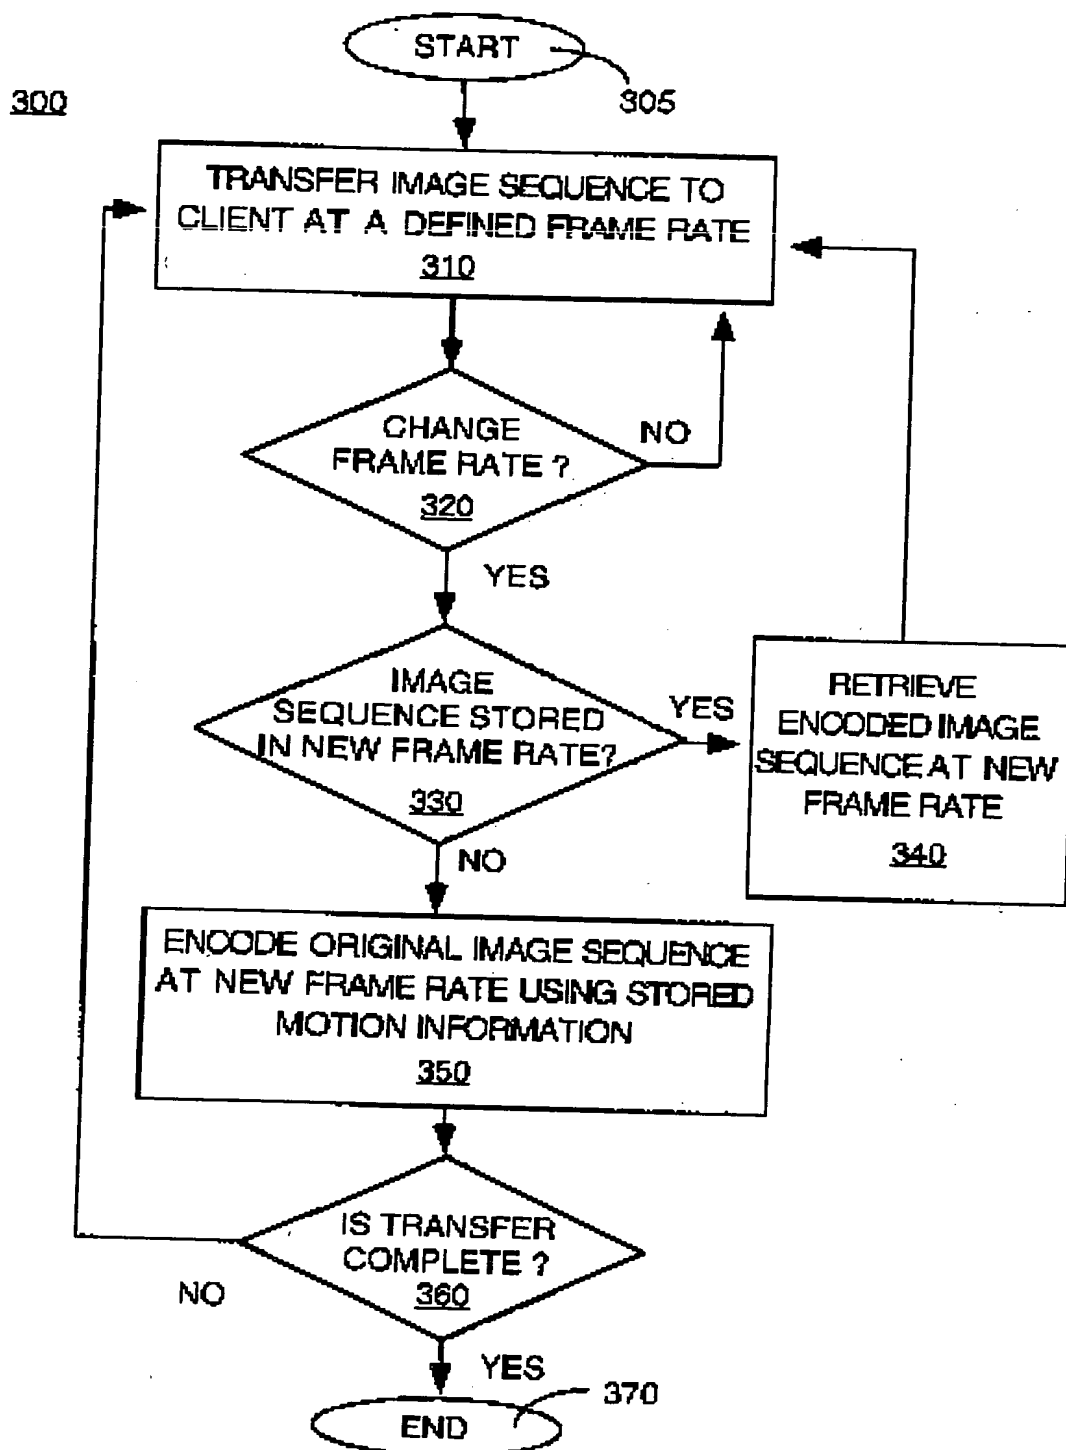 START
305
300
TRANSFER IMAGE SEQUENCE TO
CLIENT AT A DEFINED FRAME RATE
310
CHANGE
FRAME RATE ?
320
NO
YES
IMAGE
SEQUENCE STORED
IN NEW FRAME RATE?
330
YES
NO
RETRIEVE
ENCODED IMAGE
SEQUENCE AT NEW
FRAME RATE
340
ENCODE ORIGINAL IMAGE SEQUENCE
AT NEW FRAME RATE USING STORED
MOTION INFORMATION
350
IS TRANSFER
COMPLETE ?
360
NO
YES
370
END